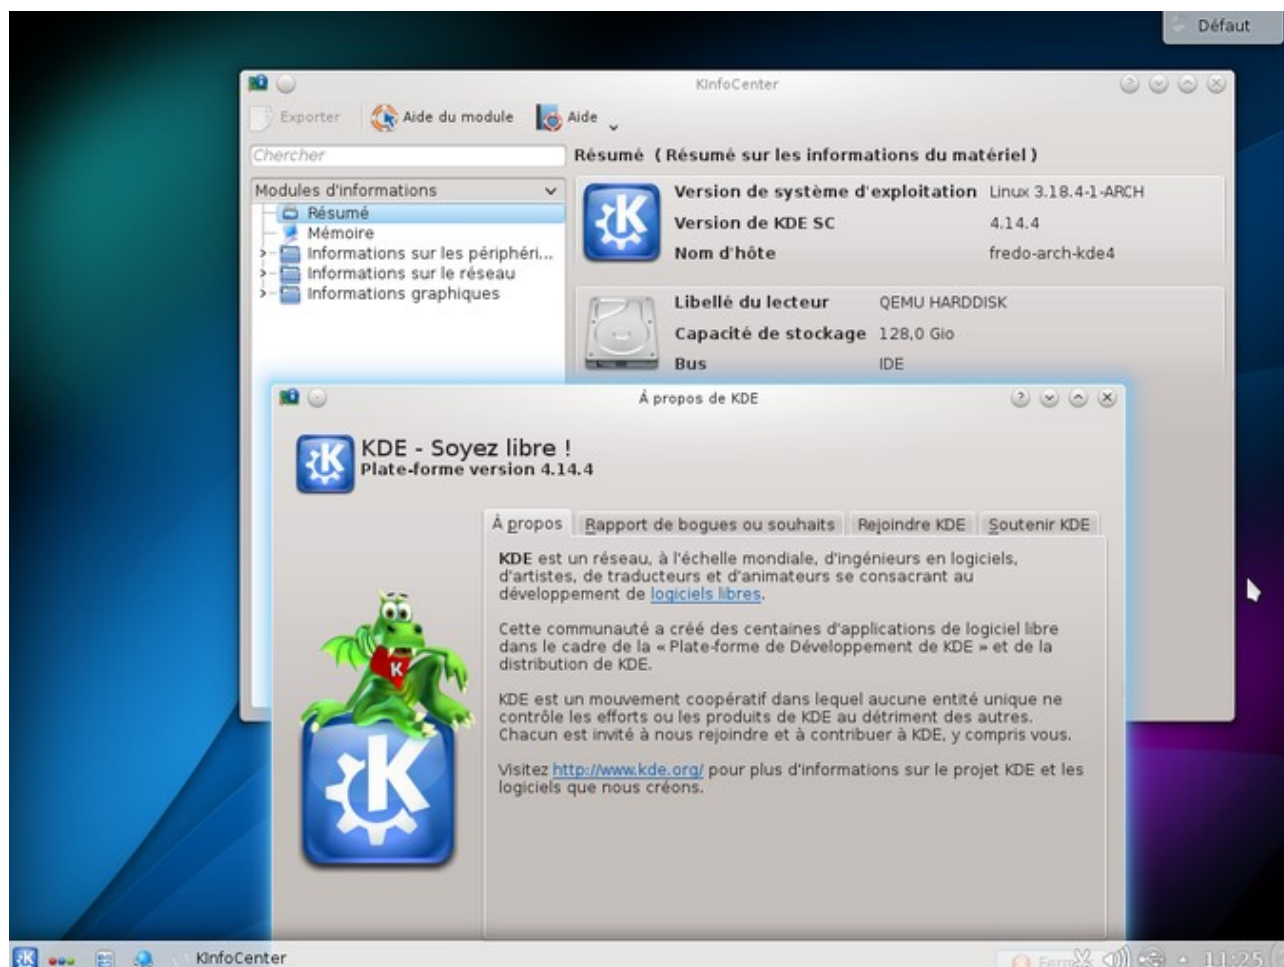 Défaut
KInfoCenter
Exporter
Aide du module
Aide
Chercher
Résumé ( Résumé sur les informations du matériel )
Modules d'informations
Résumé
Mémoire
Informations sur les périphéri...
Informations sur le réseau
Informations graphiques
Version de système d'exploitation Linux 3.18.4-1-ARCH
Version de KDE SC 4.14.4
Nom d'hôte fredo-arch-kde4
Libellé du lecteur QEMU HARDDISK
Capacité de stockage 128,0 Gio
Bus IDE
À propos de KDE
KDE - Soyez libre !
Plate-forme version 4.14.4
À propos Rapport de bogues ou souhaits Rejoindre KDE Soutenir KDE
KDE est un réseau, à l'échelle mondiale, d'ingénieurs en logiciels,
d'artistes, de traducteurs et d'animateurs se consacrant au
développement de logiciels libres.
Cette communauté a créé des centaines d'applications de logiciel libre
dans le cadre de la « Plate-forme de Développement de KDE » et de la
distribution de KDE.
KDE est un mouvement coopératif dans lequel aucune entité unique ne
contrôle les efforts ou les produits de KDE au détriment des autres.
Chacun est invité à nous rejoindre et à contribuer à KDE, y compris vous.
Visitez http://www.kde.org/ pour plus d'informations sur le projet KDE et les
logiciels que nous créons.
K
KInfoCenter
11:25